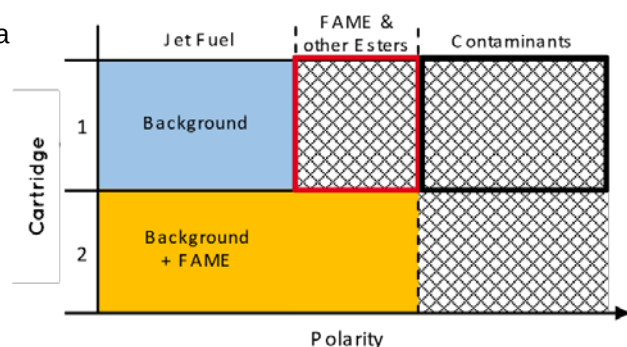 a
Jet Fuel
FAME &
other Esters
Contaminants
Cartridge
1
Background
2
Background
+ FAME
Polarity